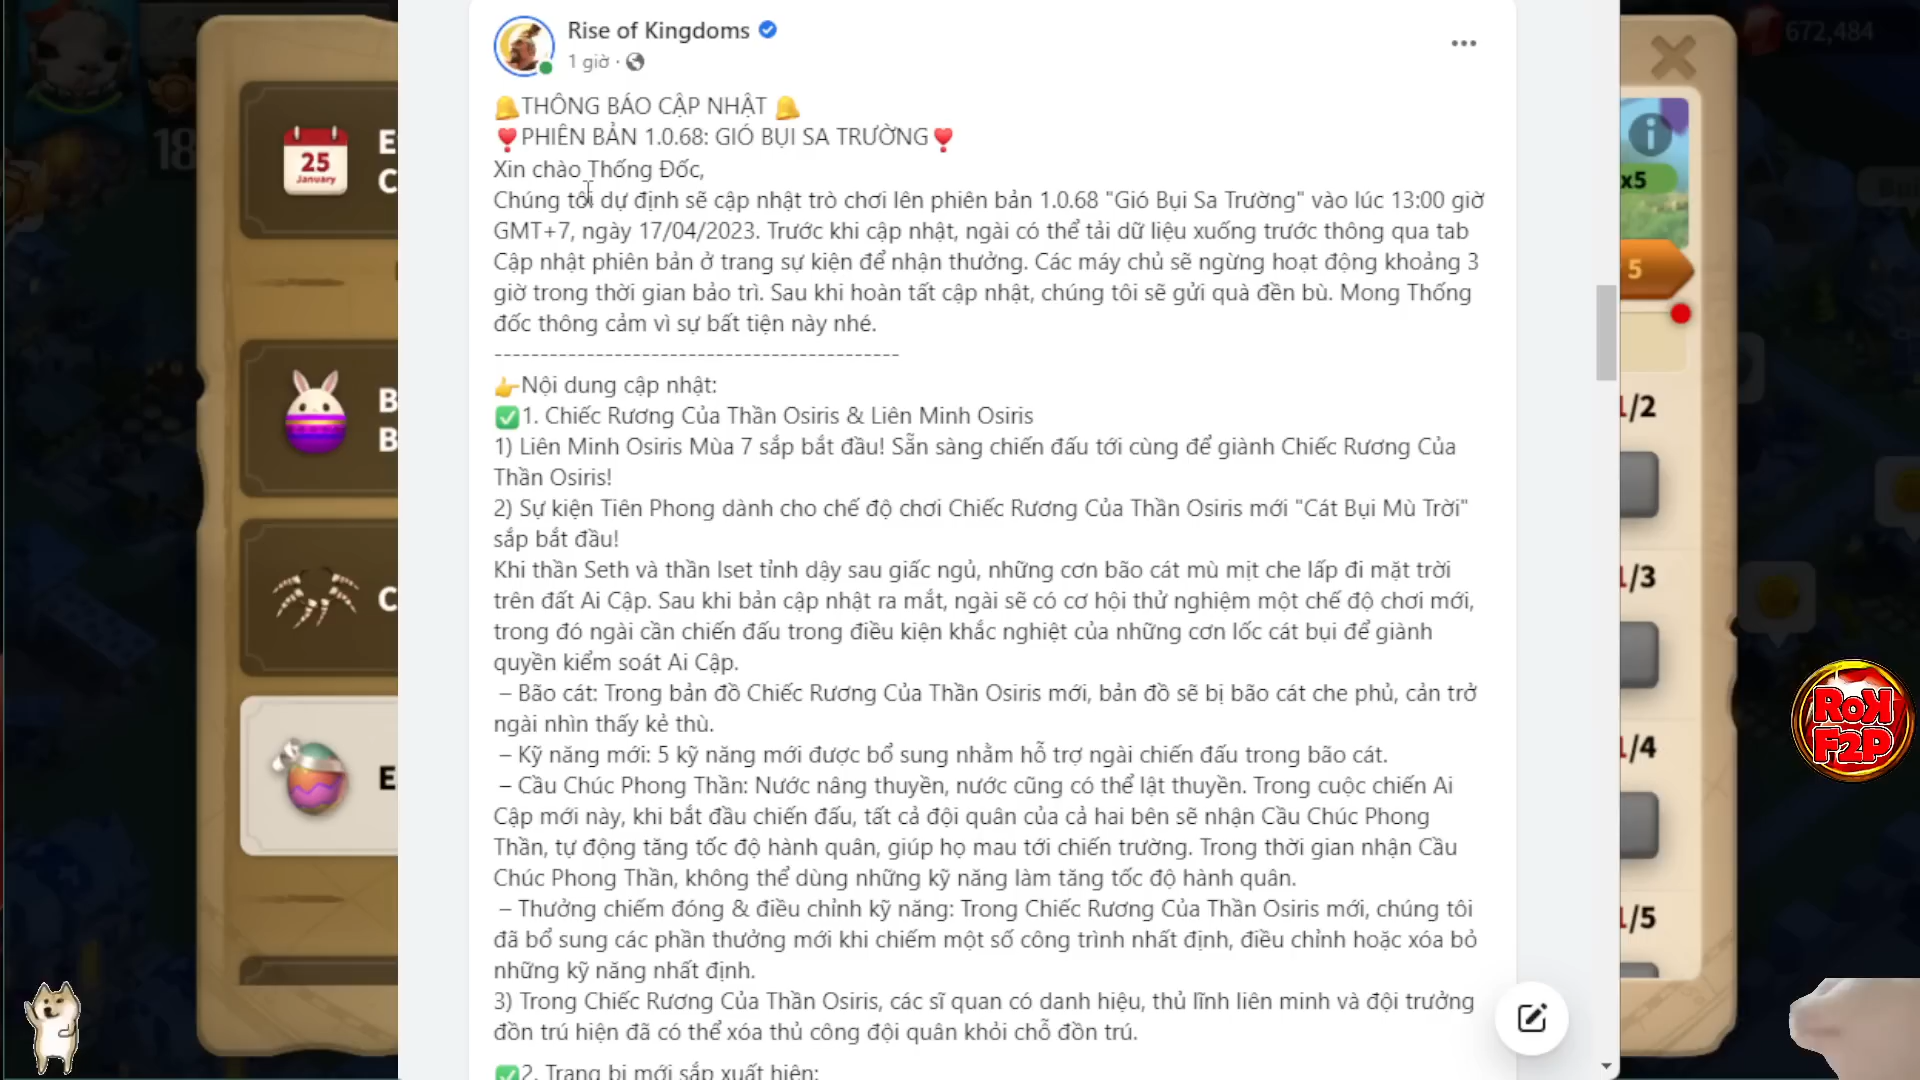 Rise of Kingdoms
1 giờ ·
🔔THÔNG BÁO CẬP NHẬT 🔔
❣️PHIÊN BẢN 1.0.68: GIÓ BỤI SA TRƯỜNG❣️
Xin chào Thống Đốc,
Chúng tôi dự định sẽ cập nhật trò chơi lên phiên bản 1.0.68 "Gió Bụi Sa Trường" vào lúc 13:00 giờ
GMT+7, ngày 17/04/2023. Trước khi cập nhật, ngài có thể tải dữ liệu xuống trước thông qua tab
Cập nhật phiên bản ở trang sự kiện để nhận thưởng. Các máy chủ sẽ ngừng hoạt động khoảng 3
giờ trong thời gian bảo trì. Sau khi hoàn tất cập nhật, chúng tôi sẽ gửi quà đền bù. Mong Thống
đốc thông cảm vì sự bất tiện này nhé.
--------------------------------------------
👉Nội dung cập nhật:
✅1. Chiếc Rương Của Thần Osiris & Liên Minh Osiris
1) Liên Minh Osiris Mùa 7 sắp bắt đầu! Sẵn sàng chiến đấu tới cùng để giành Chiếc Rương Của
Thần Osiris!
2) Sự kiện Tiên Phong dành cho chế độ chơi Chiếc Rương Của Thần Osiris mới "Cát Bụi Mù Trời"
sắp bắt đầu!
Khi thần Seth và thần Iset tỉnh dậy sau giấc ngủ, những cơn bão cát mù mịt che lấp đi mặt trời
trên đất Ai Cập. Sau khi bản cập nhật ra mắt, ngài sẽ có cơ hội thử nghiệm một chế độ chơi mới,
trong đó ngài cần chiến đấu trong điều kiện khắc nghiệt của những cơn lốc cát bụi để giành
quyền kiểm soát Ai Cập.
– Bão cát: Trong bản đồ Chiếc Rương Của Thần Osiris mới, bản đồ sẽ bị bão cát che phủ, cản trở
ngài nhìn thấy kẻ thù.
– Kỹ năng mới: 5 kỹ năng mới được bổ sung nhằm hỗ trợ ngài chiến đấu trong bão cát.
– Cầu Chúc Phong Thần: Nước nâng thuyền, nước cũng có thể lật thuyền. Trong cuộc chiến Ai
Cập mới này, khi bắt đầu chiến đấu, tất cả đội quân của cả hai bên sẽ nhận Cầu Chúc Phong
Thần, tự động tăng tốc độ hành quân, giúp họ mau tới chiến trường. Trong thời gian nhận Cầu
Chúc Phong Thần, không thể dùng những kỹ năng làm tăng tốc độ hành quân.
– Thưởng chiếm đóng & điều chỉnh kỹ năng: Trong Chiếc Rương Của Thần Osiris mới, chúng tôi
đã bổ sung các phần thưởng mới khi chiếm một số công trình nhất định, điều chỉnh hoặc xóa bỏ
những kỹ năng nhất định.
3) Trong Chiếc Rương Của Thần Osiris, các sĩ quan có danh hiệu, thủ lĩnh liên minh và đội trưởng
đồn trú hiện đã có thể xóa thủ công đội quân khỏi chỗ đồn trú.
✅2. Trang bị mới sắp xuất hiện:
18
25
January
E
C
B
B
C
E
672,484
x5
5
1/2
1/3
1/4
1/5
RoK
F2P